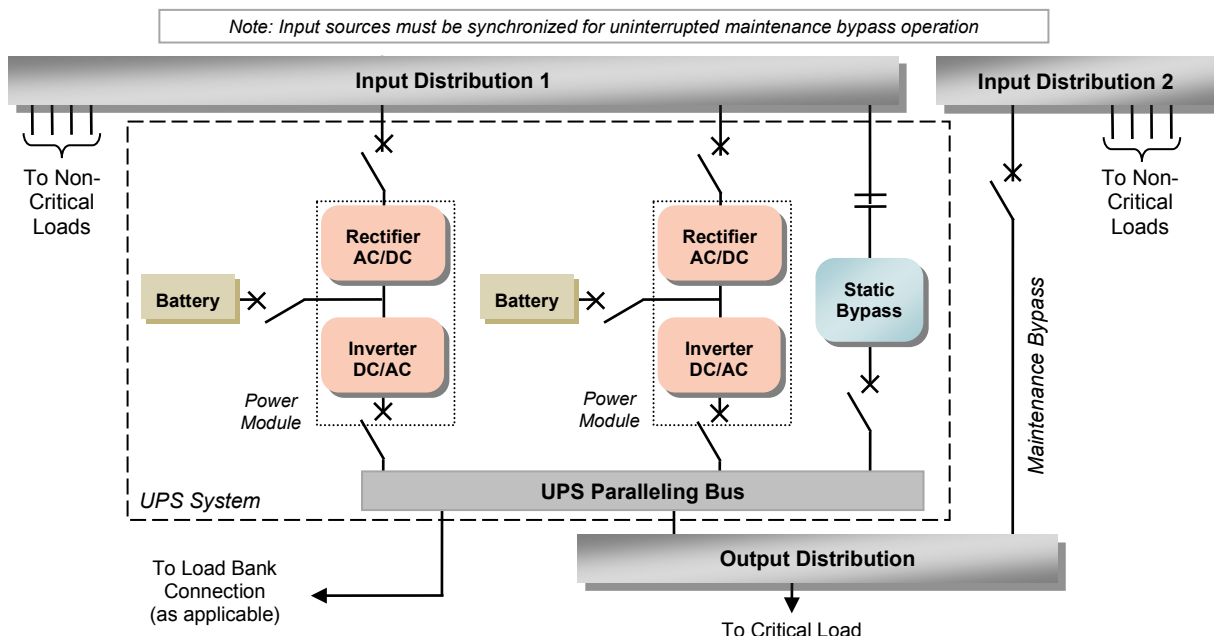 Note: Input sources must be synchronized for uninterrupted maintenance bypass operation
Input Distribution 1
Input Distribution 2
To Non-
Critical
Loads
To Non-
Critical
Loads
Rectifier
AC/DC
Rectifier
AC/DC
Battery
Battery
Static
Bypass
Maintenance Bypass
Inverter
DC/AC
Inverter
DC/AC
Power
Module
Power
Module
UPS System
UPS Paralleling Bus
Output Distribution
To Load Bank
Connection
(as applicable)
To Critical Load